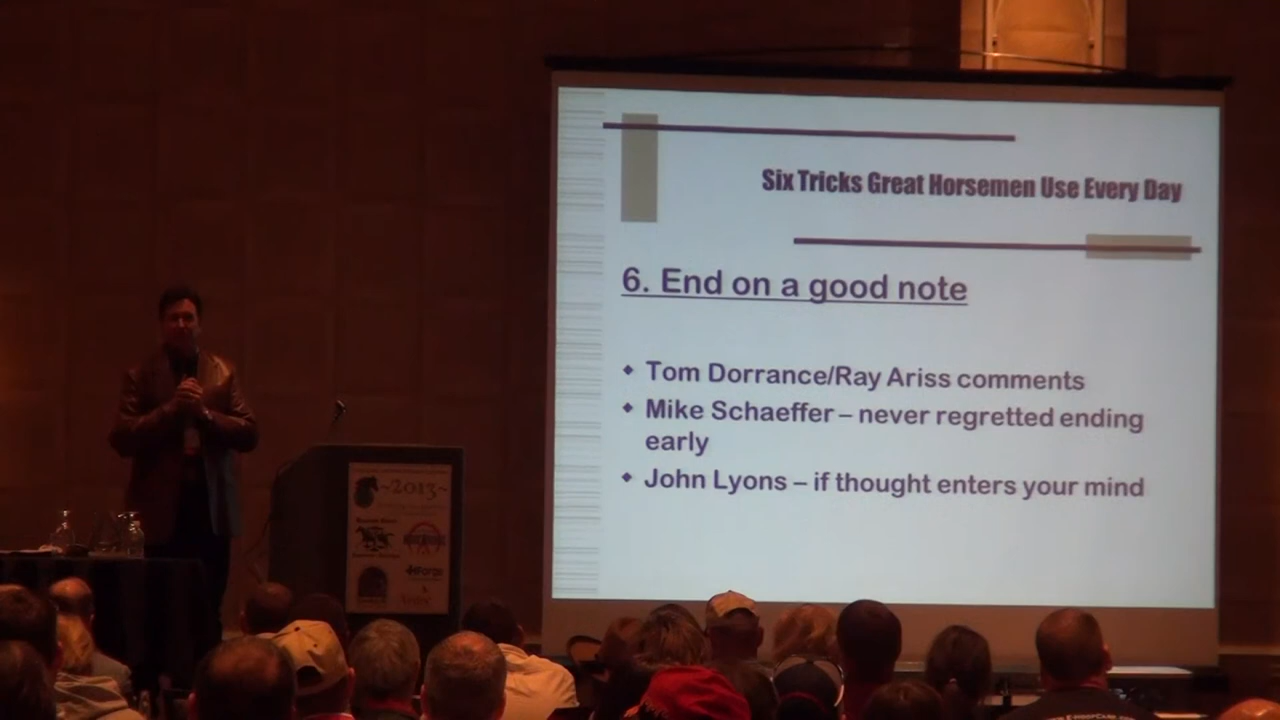 Six Tricks Great Horsemen Use Every Day
6. End on a good note
Tom Dorrance/Ray Ariss comments
Mike Schaeffer – never regretted ending
early
John Lyons – if thought enters your mind
~2013~